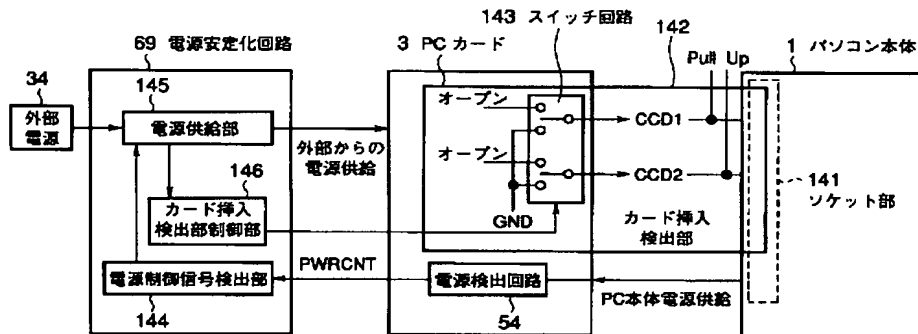 143 スイッチ回路
69 電源安定化回路
3 PC カード
142
1 パソコン本体
Pull Up
34
外部
電源
145
電源供給部
オープン
CCD1
外部からの
電源供給
オープン
CCD2
146
カード挿入
検出部制御部
GND
カード挿入
検出部
141
ソケット部
PWRCNT
電源制御信号検出部
電源検出回路
PC本体電源供給
144
54